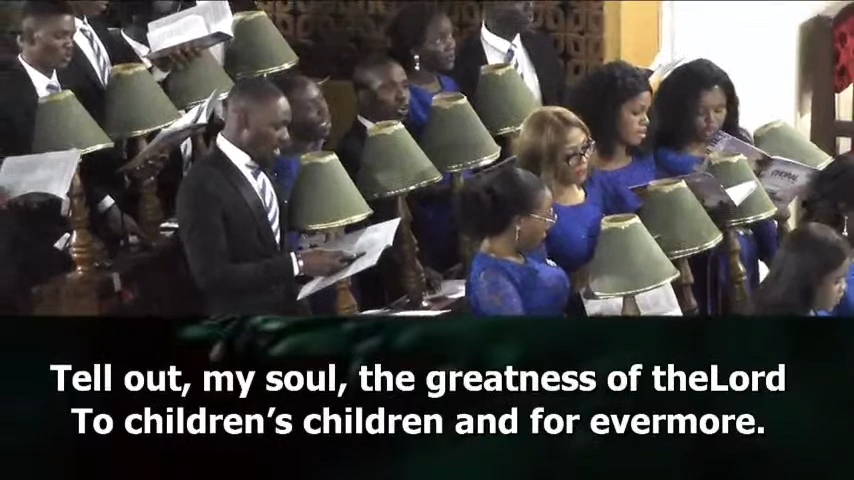 Tell out, my soul, the greatness of theLord
To children's children and for evermore.